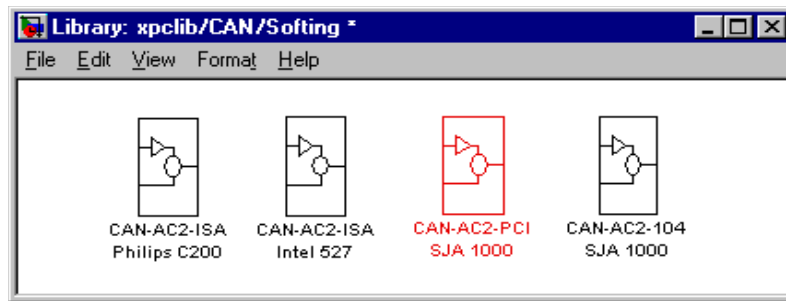 Library: xpclib/CAN/Softing *
File Edit View Format Help
CAN-AC2-ISA CAN-AC2-ISA CAN-AC2-PCI CAN-AC2-104
Philips C200 Intel 527 SJA 1000 SJA 1000